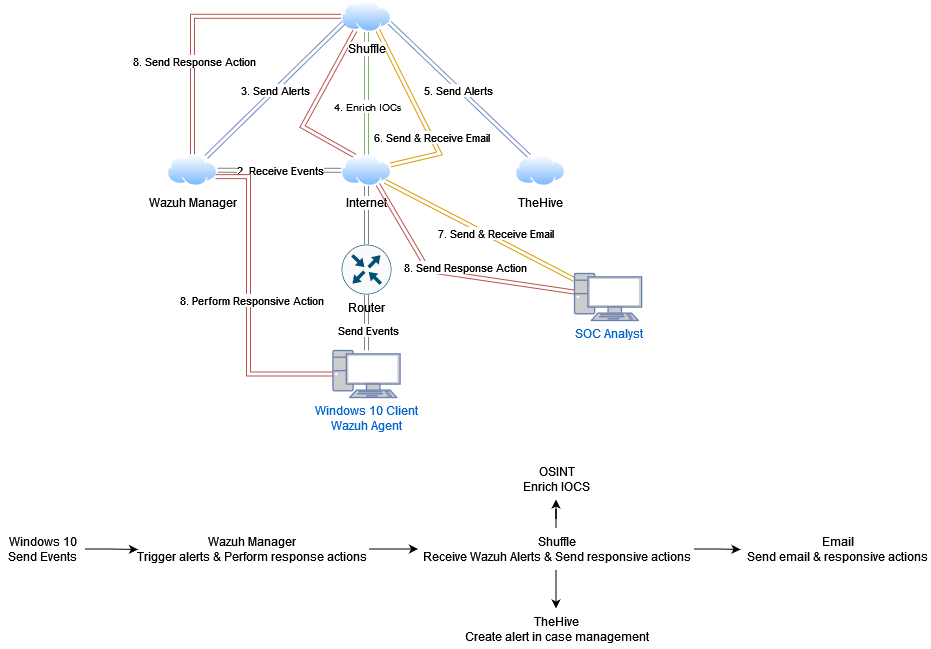 Shuffle
8. Send Response Action
3. Send Alerts
5. Send Alerts
4. Enrich IOCs
6. Send & Receive Email
2. Receive Events
Wazuh Manager
Internet
TheHive
7. Send & Receive Email
8. Send Response Action
8. Perform Responsive Action
Router
Send Events
SOC Analyst
Windows 10 Client
Wazuh Agent
OSINT
Enrich IOCS
Windows 10
Send Events
Wazuh Manager
Trigger alerts & Perform response actions
Shuffle
Receive Wazuh Alerts & Send responsive actions
Email
Send email & responsive actions
TheHive
Create alert in case management